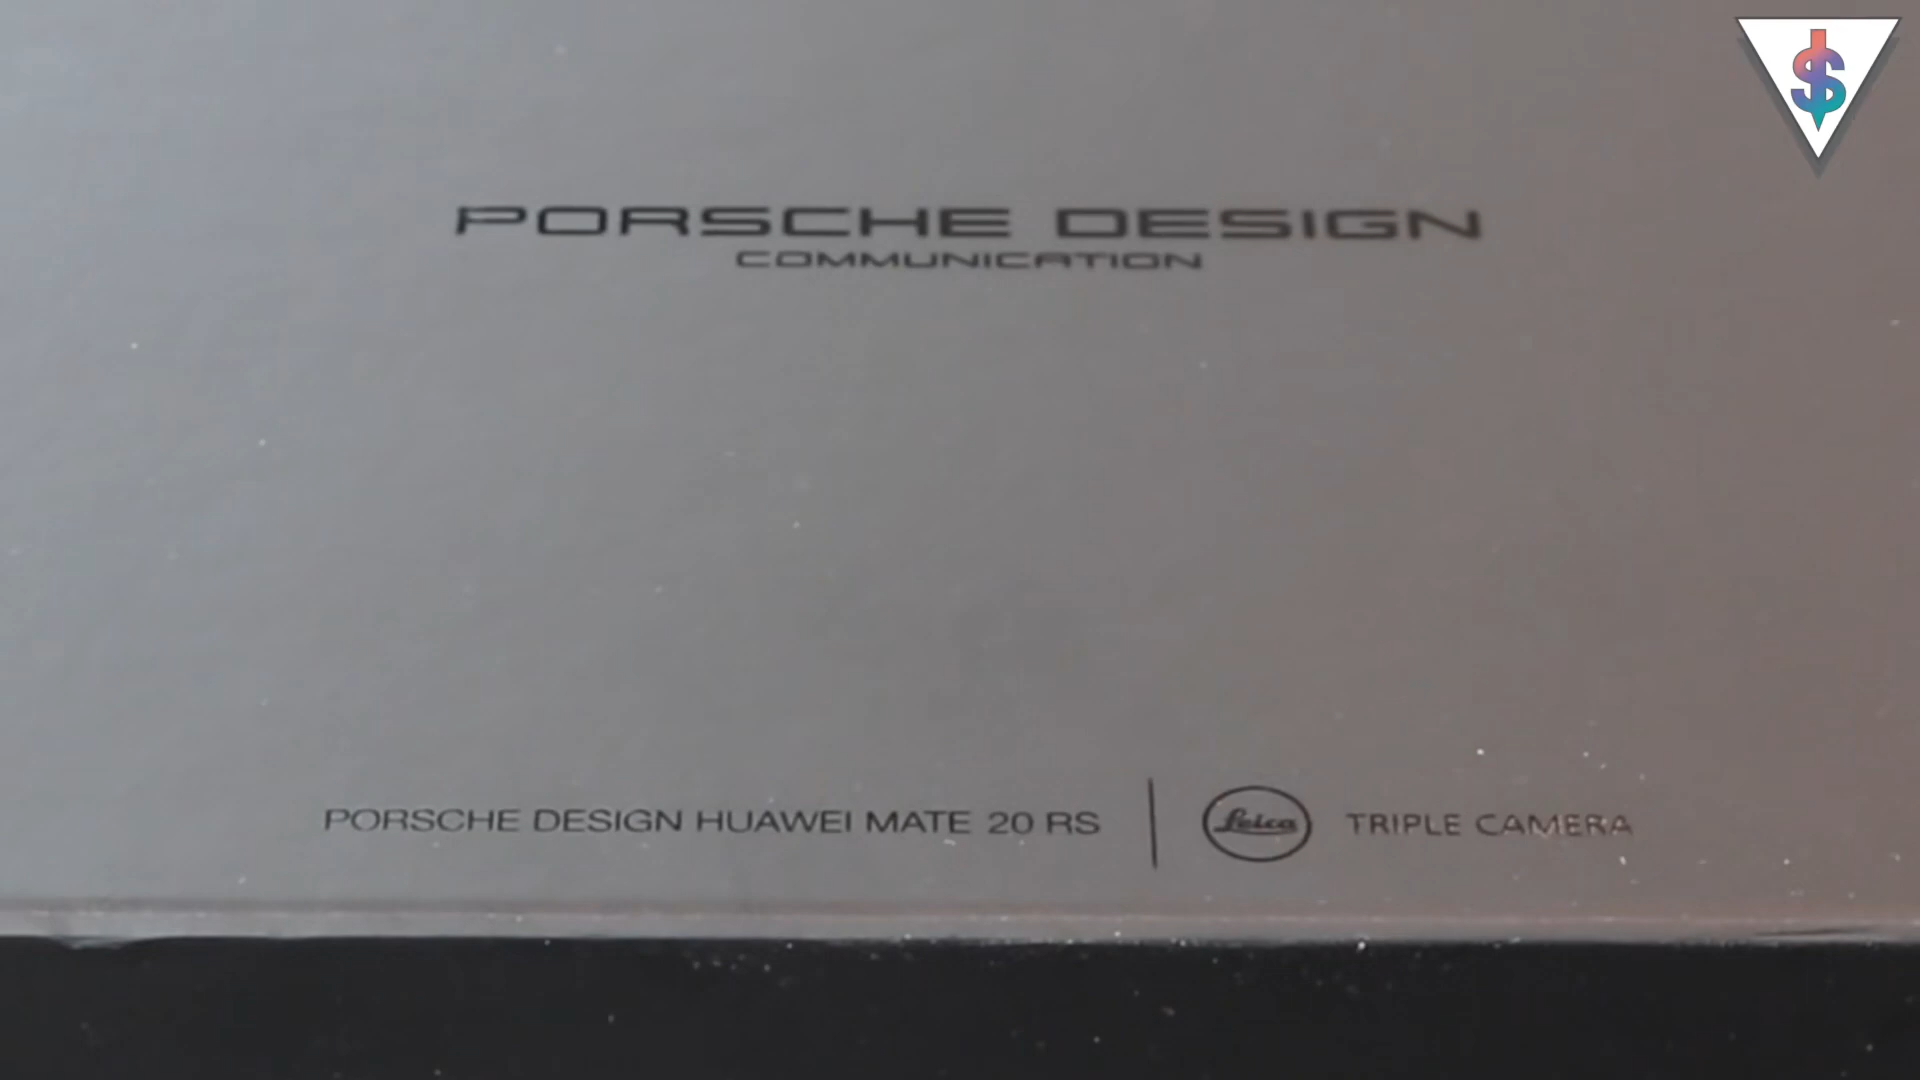 PORSCHE DESIGN
COMMUNICATION
PORSCHE DESIGN HUAWEI MATE 20 RS | Leica TRIPLE CAMERA
$